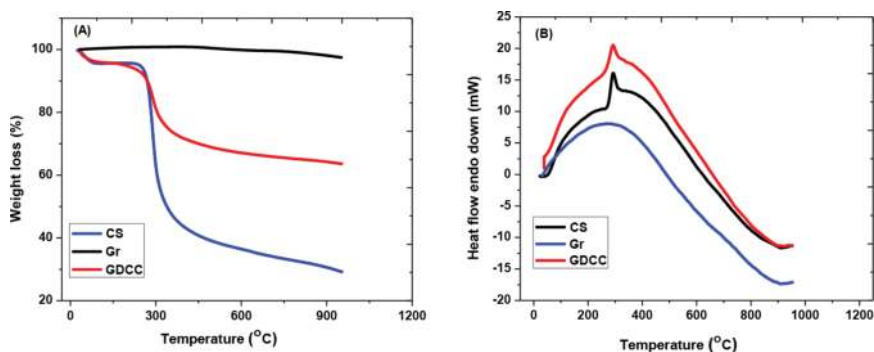 (A)
100
80
60
40
20
0
300
600
900
1200
Weight loss (%)
Temperature (°C)
CS
Gr
GDCC
(B)
25
20
15
10
5
0
-5
-10
-15
-20
0
200
400
600
800
1000
1200
Heat flow endo down (mW)
Temperature (°C)
CS
Gr
GDCC